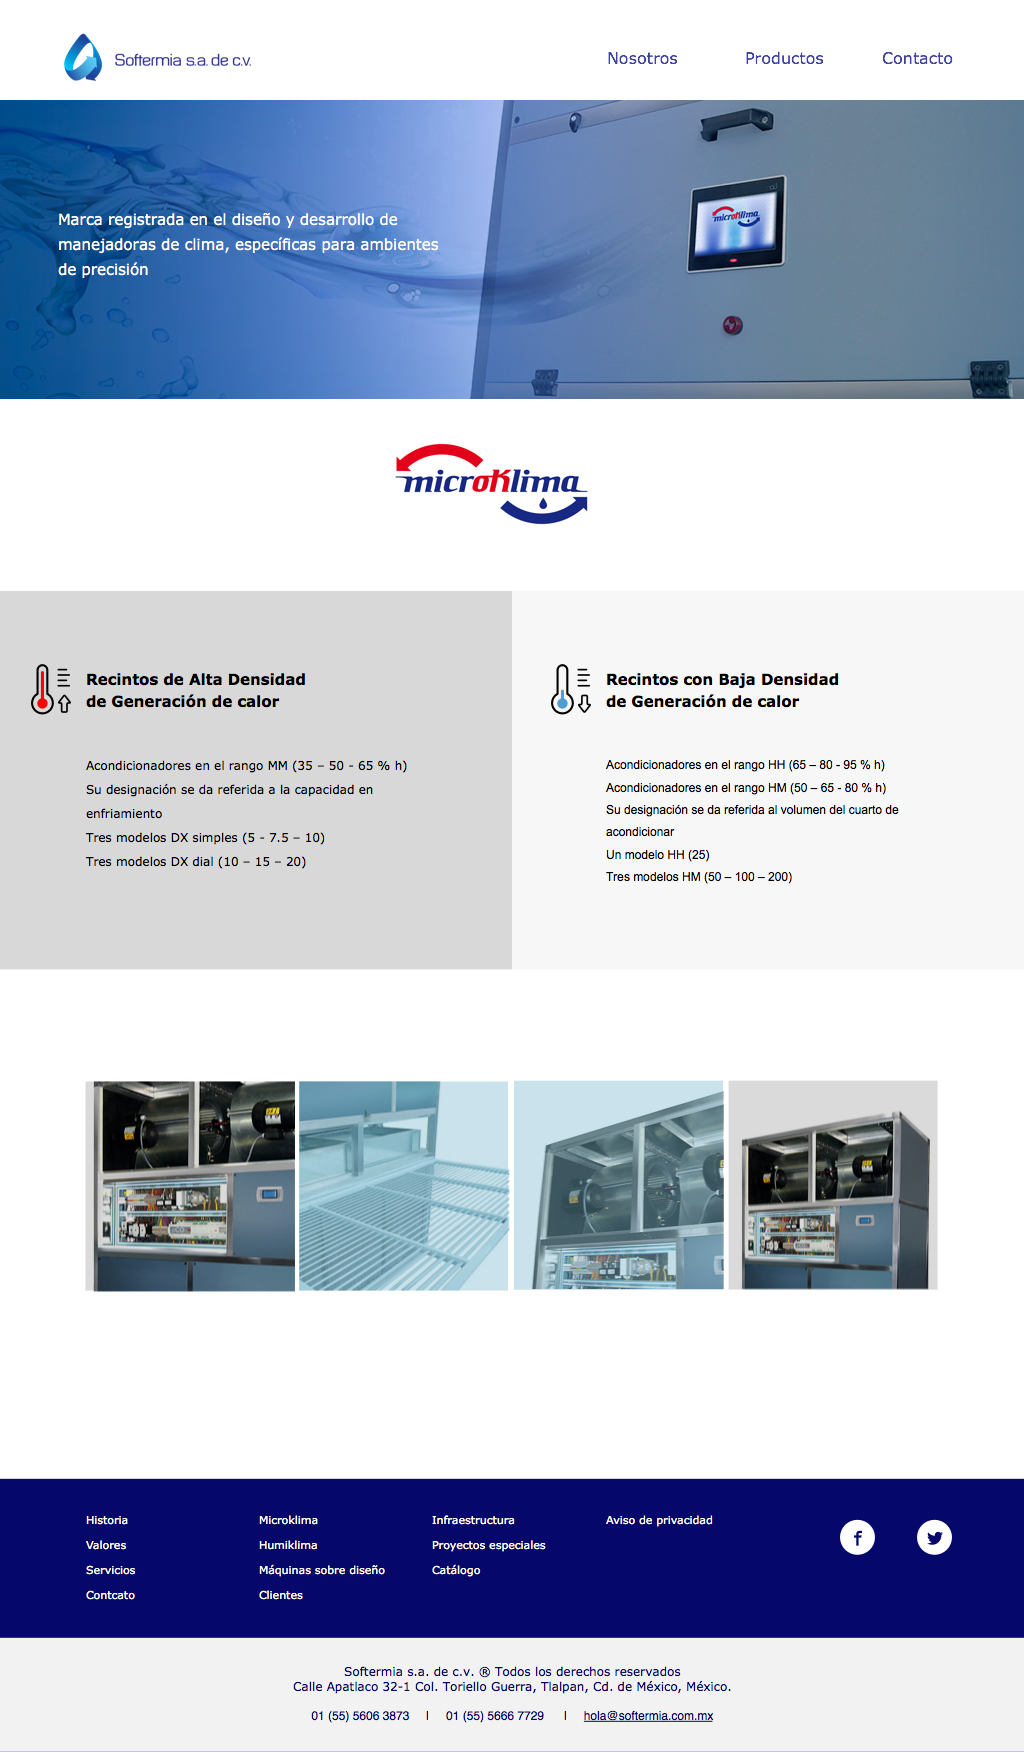 Softermia s.a. de c.v.
Nosotros
Productos
Contacto
Marca registrada en el diseño y desarrollo de
manejadoras de clima, específicas para ambientes
de precisión
microKlima
microKlima
Recintos de Alta Densidad
de Generación de calor
Acondicionadores en el rango MM (35 – 50 - 65 % h)
Su designación se da referida a la capacidad en
enfriamiento
Tres modelos DX simples (5 - 7.5 – 10)
Tres modelos DX dial (10 – 15 – 20)
Recintos con Baja Densidad
de Generación de calor
Acondicionadores en el rango HH (65 – 80 - 95 % h)
Acondicionadores en el rango HM (50 – 65 - 80 % h)
Su designación se da referida al volumen del cuarto de
acondicionar
Un modelo HH (25)
Tres modelos HM (50 – 100 – 200)
Historia
Valores
Servicios
Contcato
Microklima
Humiklima
Máquinas sobre diseño
Clientes
Infraestructura
Proyectos especiales
Catálogo
Aviso de privacidad
Softermia s.a. de c.v. ® Todos los derechos reservados
Calle Apatlaco 32-1 Col. Toriello Guerra, Tlalpan, Cd. de México, México.
01 (55) 5606 3873 | 01 (55) 5666 7729 | hola@softermia.com.mx